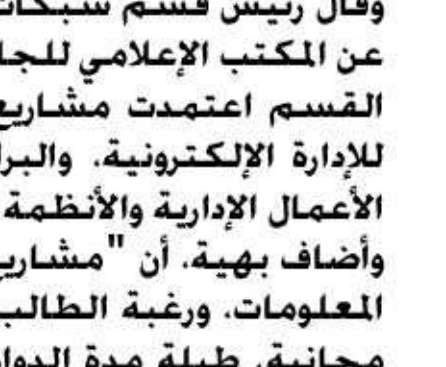 وقال رئيس قسم شبكات
عن المكتب الإعلامي للجا
القسم اعتمدت مشاريع
للإدارة الإلكترونية، والبرا
الأعمال الإدارية والأنظمة
وأضاف بهية، أن "مشاريع
المعلومات، ورغبة الطالب
مجانية، طيلة مدة الدوا